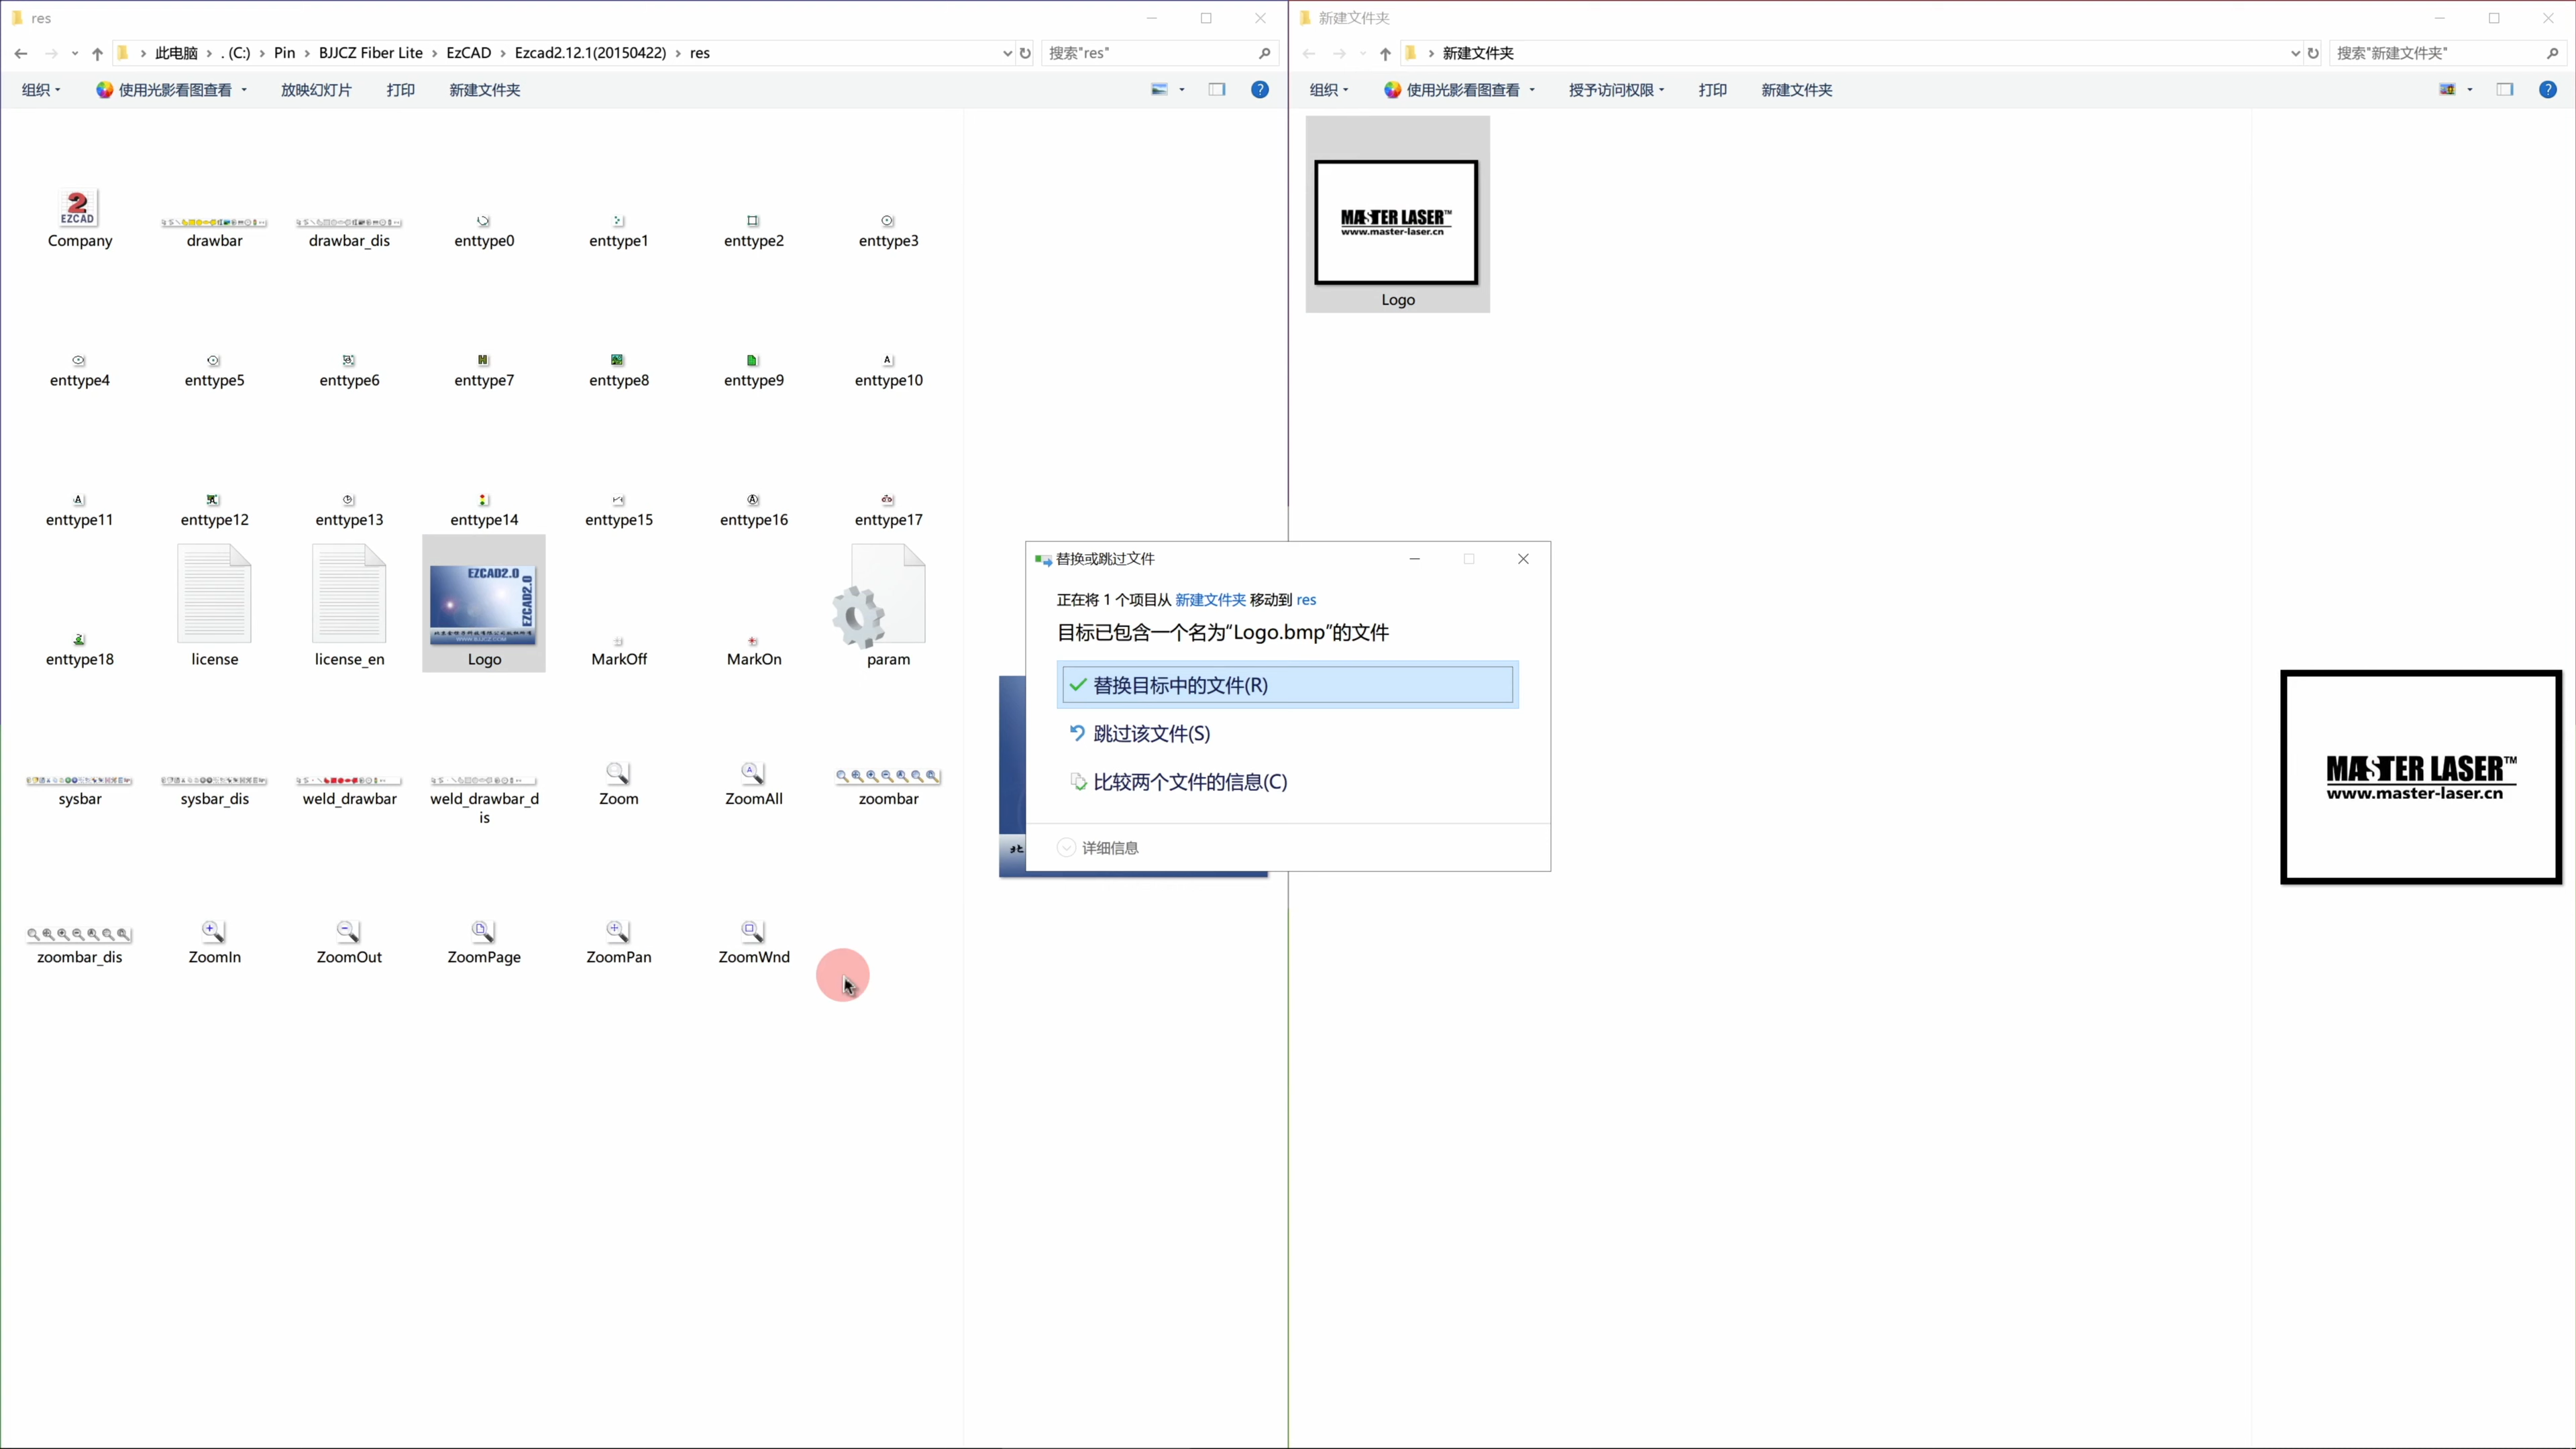 res
此电脑 › . (C:) › Pin › BJJCZ Fiber Lite › EzCAD › Ezcad2.12.1(20150422) › res
搜索"res"
组织 使用光影看图查看 放映幻灯片 打印 新建文件夹
2 EZCAD
Company drawbar drawbar_dis enttype0 enttype1 enttype2 enttype3
enttype4 enttype5 enttype6 enttype7 enttype8 enttype9 enttype10
enttype11 enttype12 enttype13 enttype14 enttype15 enttype16 enttype17
EZCAD2.0
EZCAD2.0
WWW.BJJCZ.COM
enttype18 license license_en Logo MarkOff MarkOn param
sysbar sysbar_dis weld_drawbar weld_drawbar_dis Zoom ZoomAll zoombar
zoombar_dis ZoomIn ZoomOut ZoomPage ZoomPan ZoomWnd
北
替换或跳过文件
正在将 1 个项目从 新建文件夹 移动到 res
目标已包含一个名为“Logo.bmp”的文件
替换目标中的文件(R)
跳过该文件(S)
比较两个文件的信息(C)
详细信息
新建文件夹
› 新建文件夹
搜索"新建文件夹"
组织 使用光影看图查看 授予访问权限 打印 新建文件夹
MASTER LASER™
www.master-laser.cn
Logo
MASTER LASER™
www.master-laser.cn